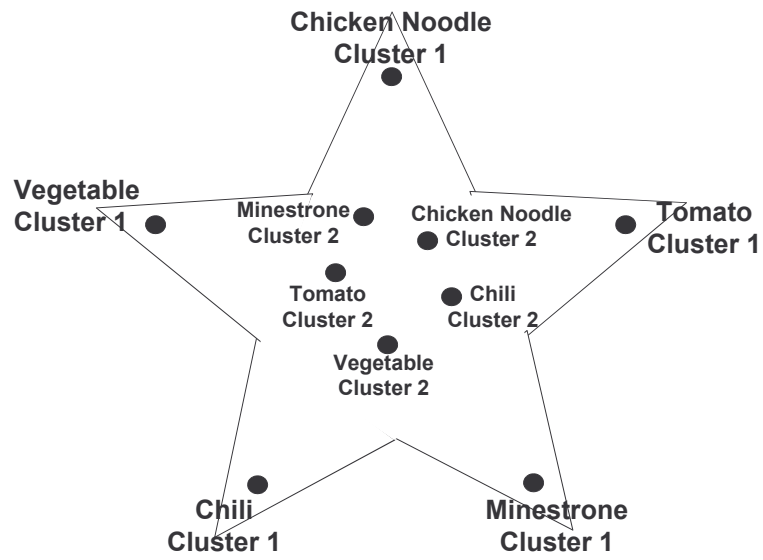 Chicken Noodle
Cluster 1
Vegetable
Cluster 1
Minestrone
Cluster 2
Chicken Noodle
Cluster 2
Tomato
Cluster 1
Tomato
Cluster 2
Chili
Cluster 2
Vegetable
Cluster 2
Chili
Cluster 1
Minestrone
Cluster 1